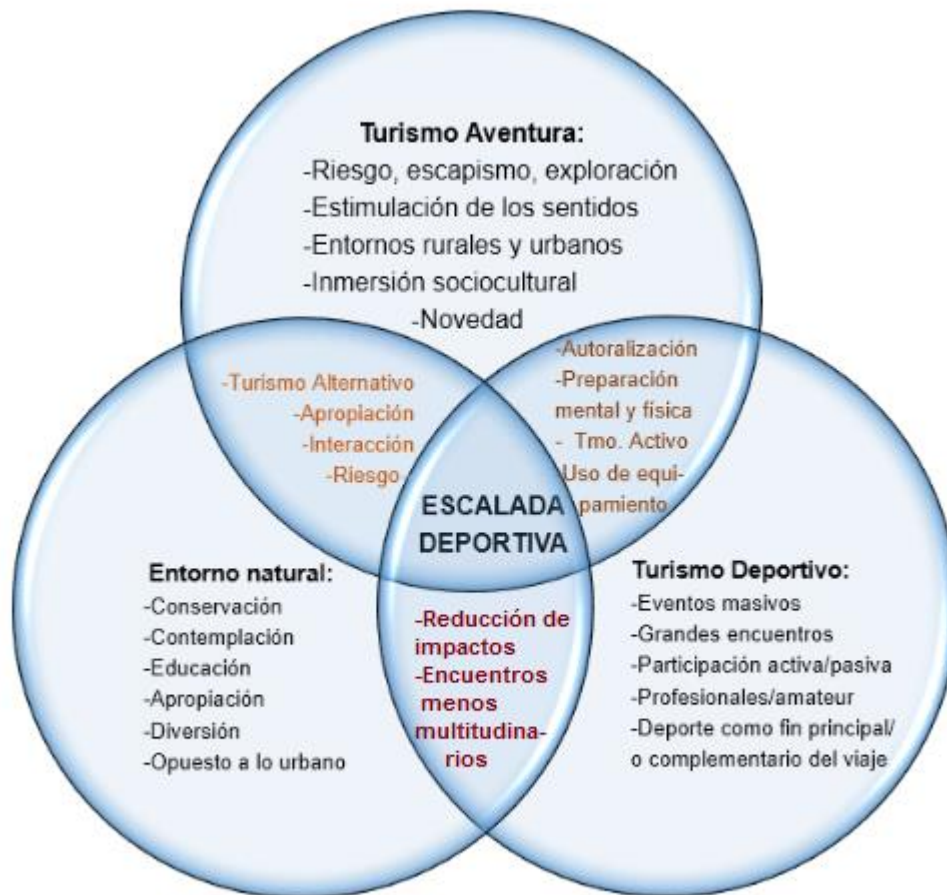 Turismo Aventura:
-Riesgo, escapismo, exploración
-Estimulación de los sentidos
-Entornos rurales y urbanos
-Inmersión sociocultural
-Novedad
-Turismo Alternativo
-Apropiación
-Interacción
-Riesgo
-Autoralización
-Preparación
mental y física
- Tmo. Activo
-Uso de equi-
pamiento
ESCALADA
DEPORTIVA
Entorno natural:
-Conservación
-Contemplación
-Educación
-Apropiación
-Diversión
-Opuesto a lo urbano
-Reducción de
impactos
-Encuentros
menos
multitudina-
rios
Turismo Deportivo:
-Eventos masivos
-Grandes encuentros
-Participación activa/pasiva
-Profesionales/amateur
-Deporte como fin principal/
o complementario del viaje